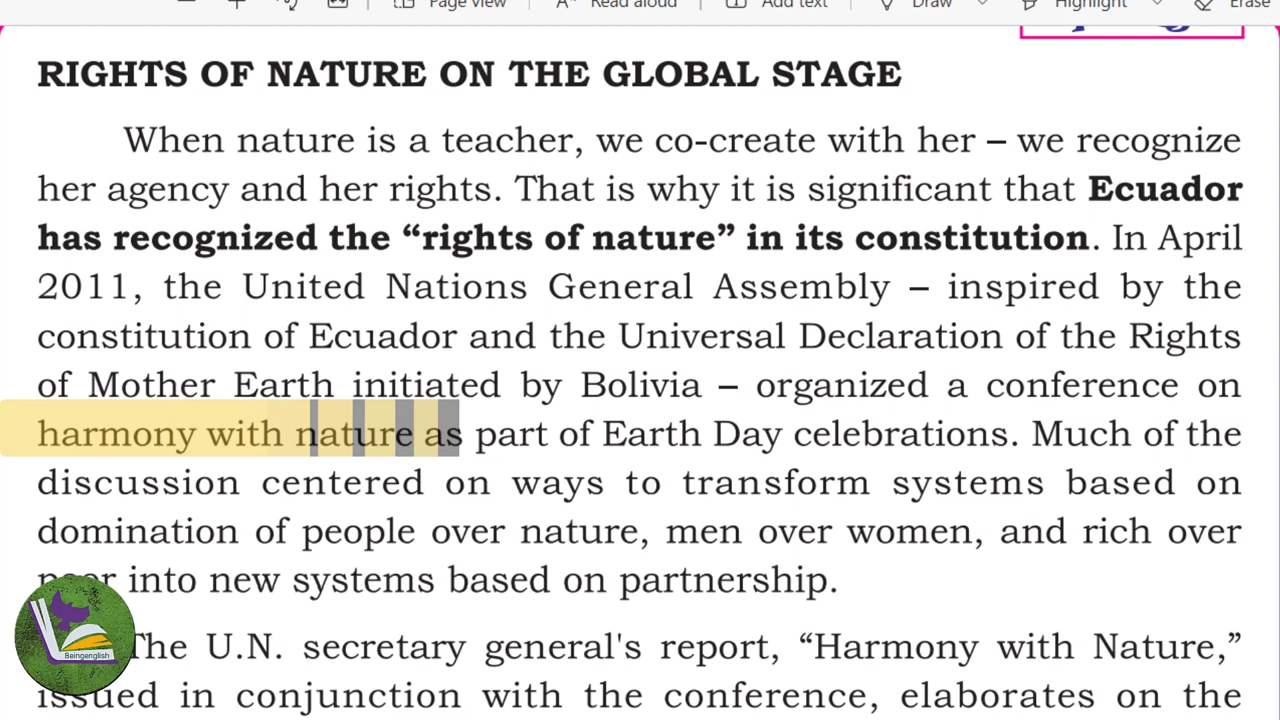 Page view Read aloud Add text Draw Highlight Erase
RIGHTS OF NATURE ON THE GLOBAL STAGE
When nature is a teacher, we co-create with her – we recognize
her agency and her rights. That is why it is significant that Ecuador
has recognized the “rights of nature” in its constitution. In April
2011, the United Nations General Assembly – inspired by the
constitution of Ecuador and the Universal Declaration of the Rights
of Mother Earth initiated by Bolivia – organized a conference on
harmony with nature as part of Earth Day celebrations. Much of the
discussion centered on ways to transform systems based on
domination of people over nature, men over women, and rich over
poor into new systems based on partnership.
The U.N. secretary general's report, “Harmony with Nature,”
issued in conjunction with the conference, elaborates on the
Beingenglish